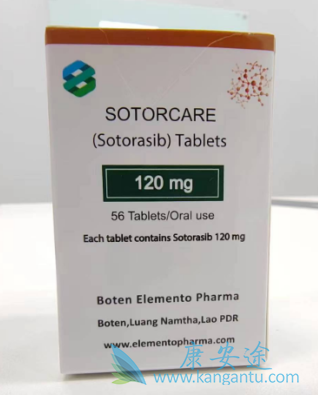 SOTORCARE
(Sotorasib) Tablets
120 mg
56 Tablets/Oral use
Each tablet contains Sotorasib 120 mg
Boten Elemento Pharma
Boten,Luang Namtha,Lao PDR
www.elementopharma.com
康安途
www.kangantu.com